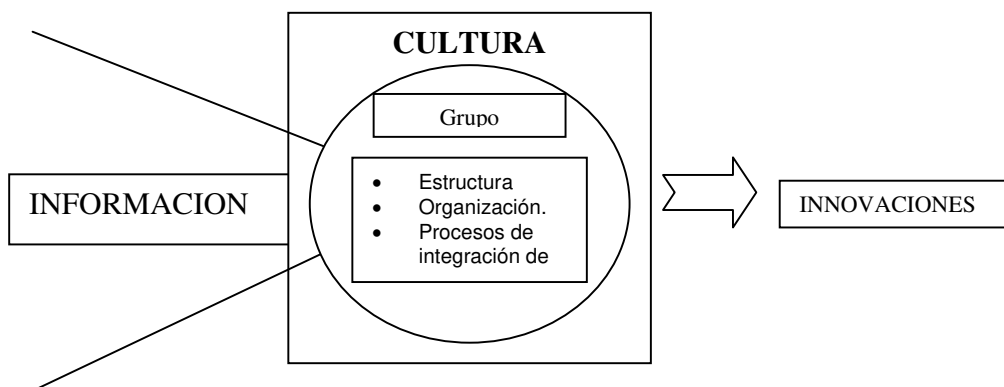 CULTURA
Grupo
INFORMACION
• Estructura
• Organización.
• Procesos de
integración de
INNOVACIONES